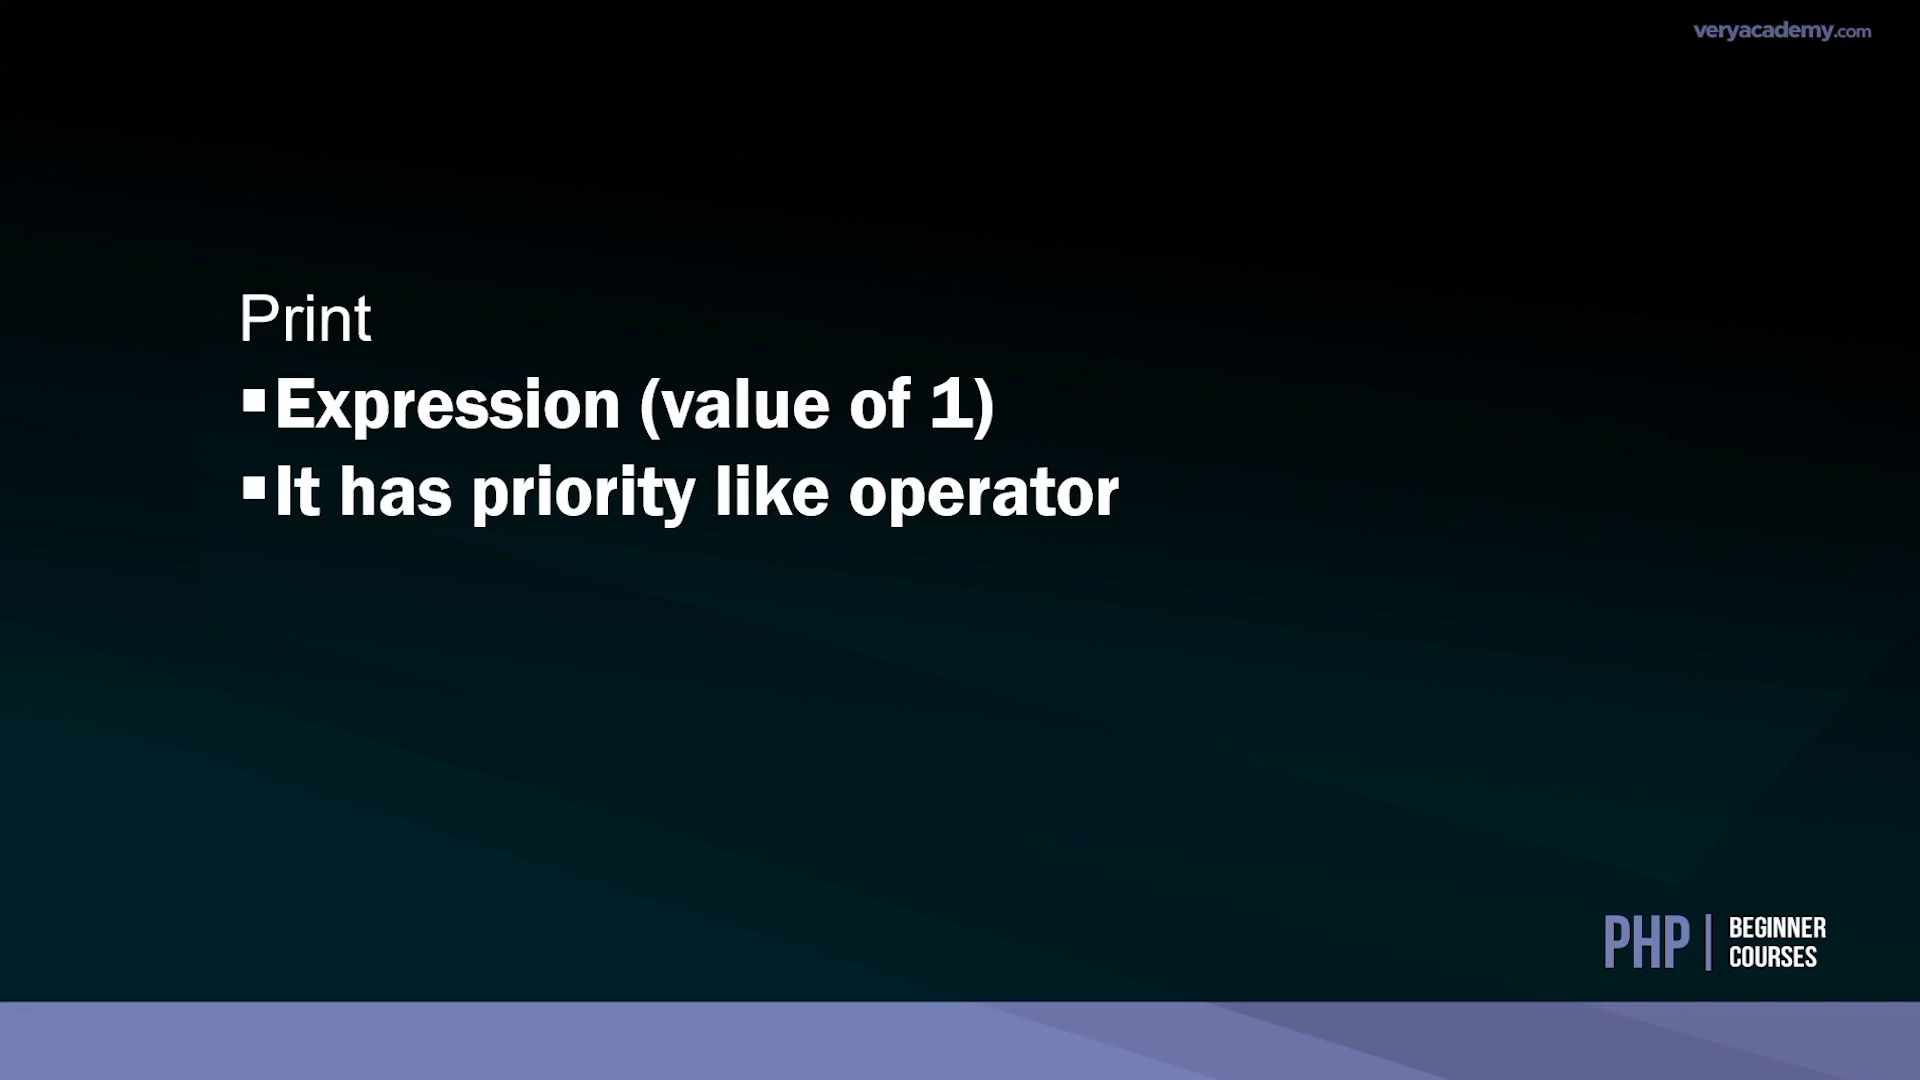 veryacademy.com
Print
▪Expression (value of 1)
▪It has priority like operator
PHP | BEGINNER
COURSES